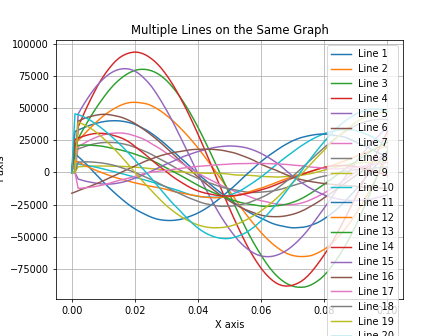 Multiple Lines on the Same Graph
100000
75000
50000
25000
0
−25000
−50000
−75000
0.00
0.02
0.04
0.06
0.08
X axis
Line 1
Line 2
Line 3
Line 4
Line 5
Line 6
Line 7
Line 8
Line 9
Line 10
Line 11
Line 12
Line 13
Line 14
Line 15
Line 16
Line 17
Line 18
Line 19
Line 20